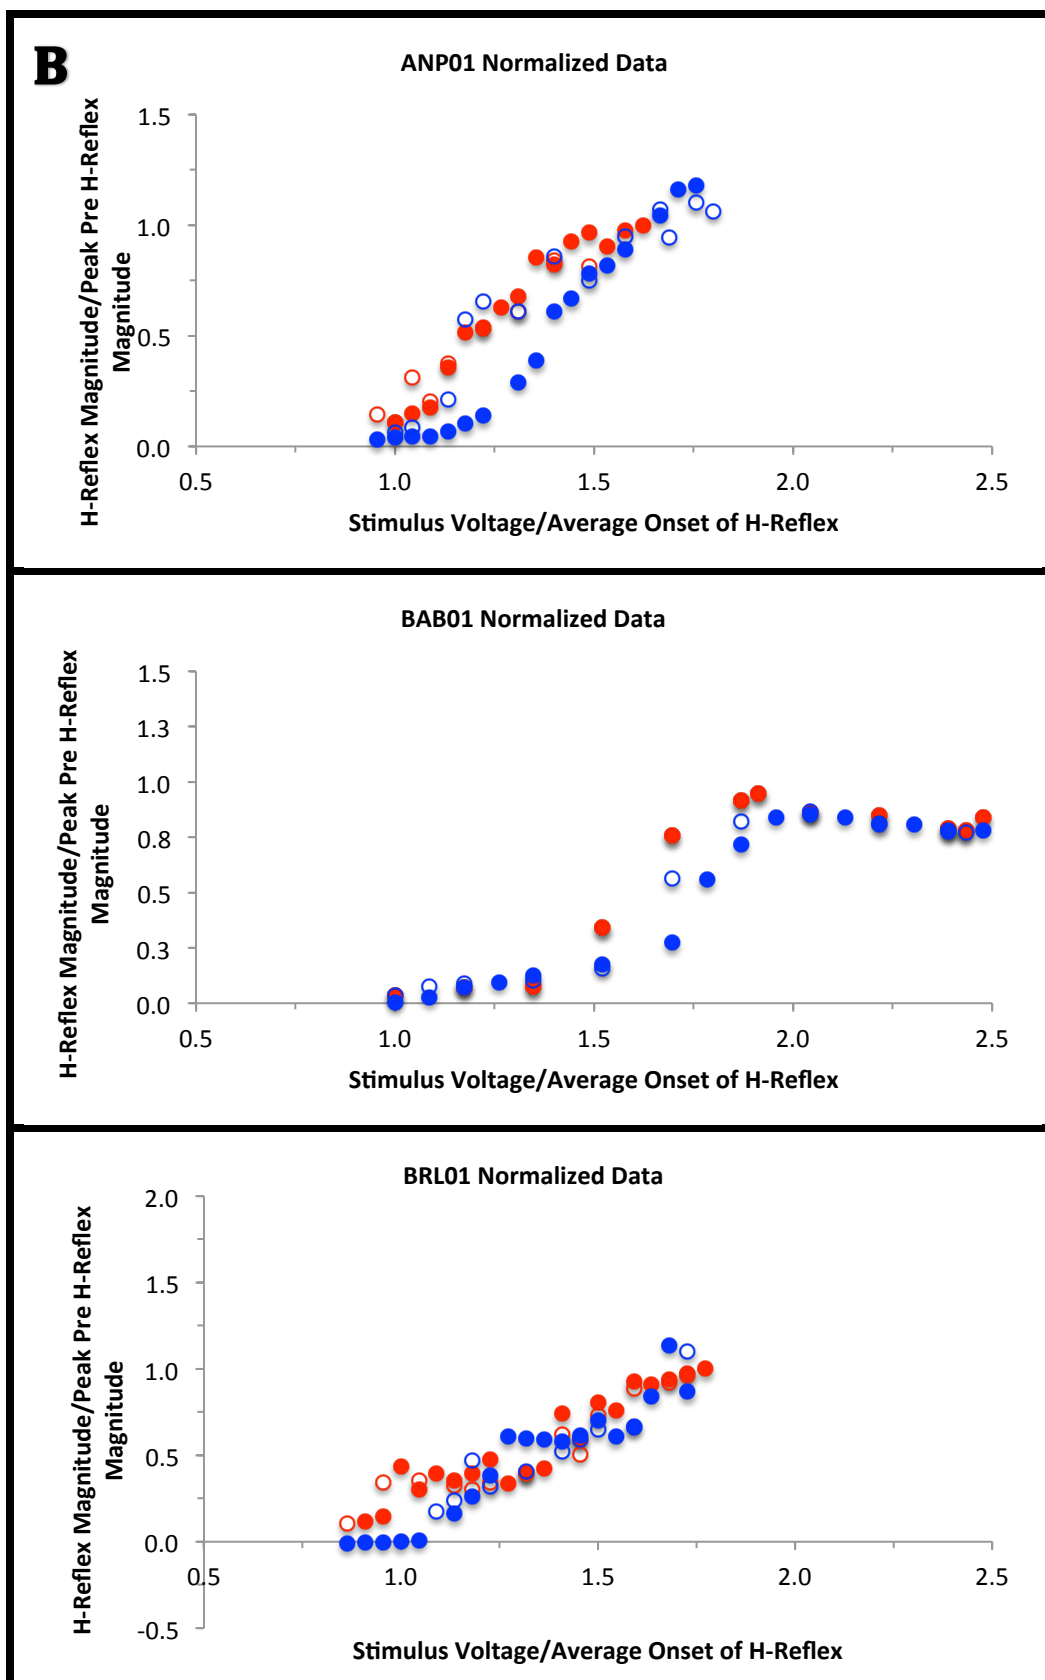 B
ANP01 Normalized Data
H-Reflex Magnitude/Peak Pre H-Reflex
Magnitude
1.5
1.0
0.5
0.0
0.5
1.0
1.5
2.0
2.5
Stimulus Voltage/Average Onset of H-Reflex
BAB01 Normalized Data
H-Reflex Magnitude/Peak Pre H-Reflex
Magnitude
1.5
1.3
1.0
0.8
0.5
0.3
0.0
0.5
1.0
1.5
2.0
2.5
Stimulus Voltage/Average Onset of H-Reflex
BRL01 Normalized Data
H-Reflex Magnitude/Peak Pre H-Reflex
Magnitude
2.0
1.5
1.0
0.5
0.0
-0.5
0.5
1.0
1.5
2.0
2.5
Stimulus Voltage/Average Onset of H-Reflex